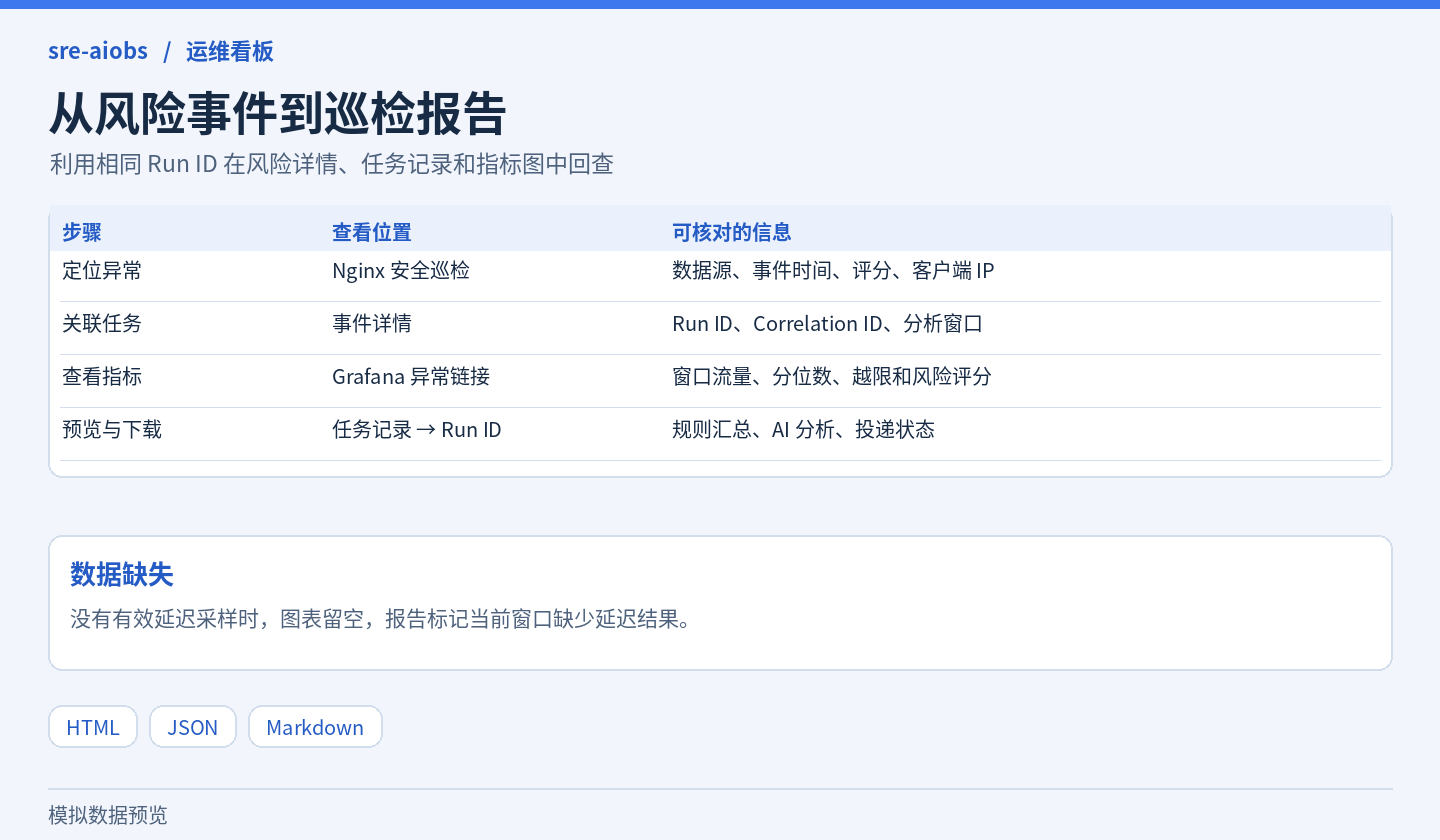 sre-aiobs / 运维看板
从风险事件到巡检报告
利用相同 Run ID 在风险详情、任务记录和指标图中回查
步骤 查看位置 可核对的信息
定位异常 Nginx 安全巡检 数据源、事件时间、评分、客户端 IP
关联任务 事件详情 Run ID、Correlation ID、分析窗口
查看指标 Grafana 异常链接 窗口流量、分位数、越限和风险评分
预览与下载 任务记录 → Run ID 规则汇总、AI 分析、投递状态
数据缺失
没有有效延迟采样时，图表留空，报告标记当前窗口缺少延迟结果。
HTML JSON Markdown
模拟数据预览